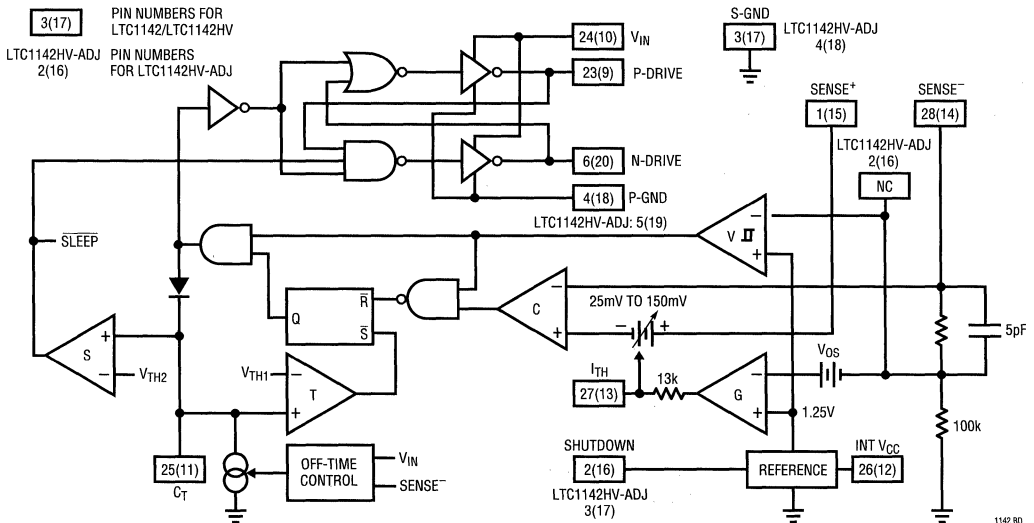 3(17) PIN NUMBERS FOR
LTC1142/LTC1142HV
LTC1142HV-ADJ PIN NUMBERS
2(16) FOR LTC1142HV-ADJ
24(10) VIN
23(9) P-DRIVE
6(20) N-DRIVE
4(18) P-GND
LTC1142HV-ADJ: 5(19)
S-GND
3(17)
LTC1142HV-ADJ
4(18)
SENSE+
1(15)
SENSE–
28(14)
LTC1142HV-ADJ
2(16)
NC
SLEEP
V
–
+
C
–
+
25mV TO 150mV
– +
5pF
Q
R
S
S
+
–
VTH2
VTH1
–
+
T
ITH
27(13)
13k
G
–
+
VOS
1.25V
100k
25(11)
CT
OFF-TIME
CONTROL
VIN
SENSE–
SHUTDOWN
2(16)
LTC1142HV-ADJ
3(17)
REFERENCE
INT VCC
26(12)
1142 BD